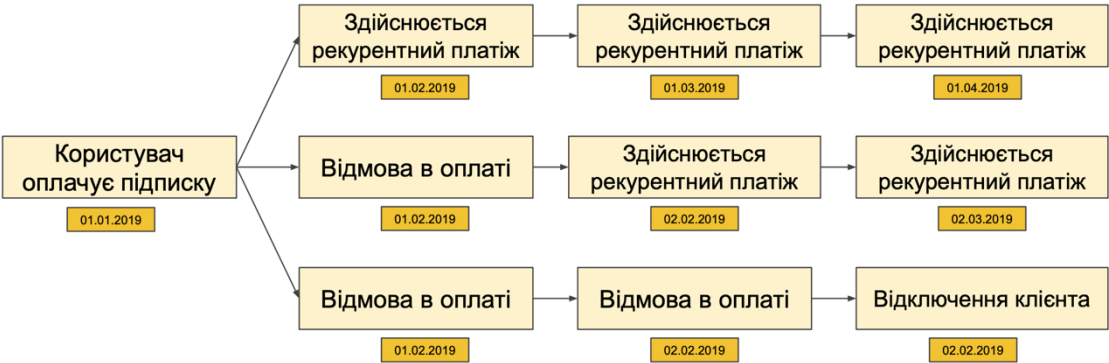 Здійснюється
рекурентний платіж
01.02.2019
Здійснюється
рекурентний платіж
01.03.2019
Здійснюється
рекурентний платіж
01.04.2019
Користувач
оплачує підписку
01.01.2019
Відмова в оплаті
01.02.2019
Здійснюється
рекурентний платіж
02.02.2019
Здійснюється
рекурентний платіж
02.03.2019
Відмова в оплаті
01.02.2019
Відмова в оплаті
02.02.2019
Відключення клієнта
02.02.2019